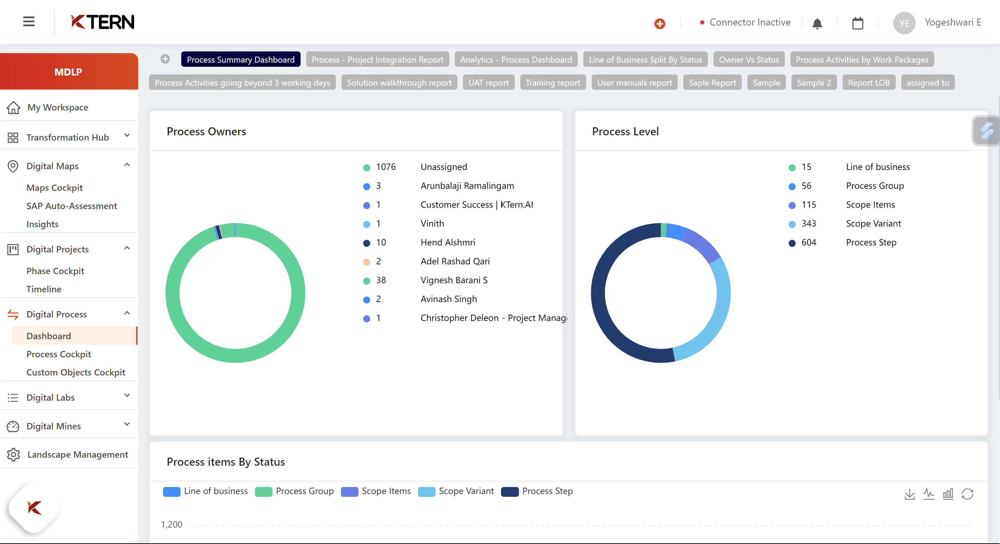 KTERN
Connector Inactive
YE
Yogeshwari E
MDLP
My Workspace
Transformation Hub
Digital Maps
Maps Cockpit
SAP Auto-Assessment
Insights
Digital Projects
Phase Cockpit
Timeline
Digital Process
Dashboard
Process Cockpit
Custom Objects Cockpit
Digital Labs
Digital Mines
Landscape Management
Process Summary Dashboard
Process - Project Integration Report
Analytics - Process Dashboard
Line of Business Split By Status
Owner Vs Status
Process Activities by Work Packages
Process Activities going beyond 3 working days
Solution walkthrough report
UAT report
Training report
User manuals report
Saple Report
Sample
Sample 2
Report LOB
assigned to
Process Owners
1076 Unassigned
3 Arunbalaji Ramalingam
1 Customer Success | KTern.AI
1 Vinith
10 Hend Alshmri
2 Adel Rashad Qari
38 Vignesh Barani S
2 Avinash Singh
1 Christopher Deleon - Project Manag
Process Level
15 Line of business
56 Process Group
115 Scope Items
343 Scope Variant
604 Process Step
Process items By Status
Line of business
Process Group
Scope Items
Scope Variant
Process Step
1,200